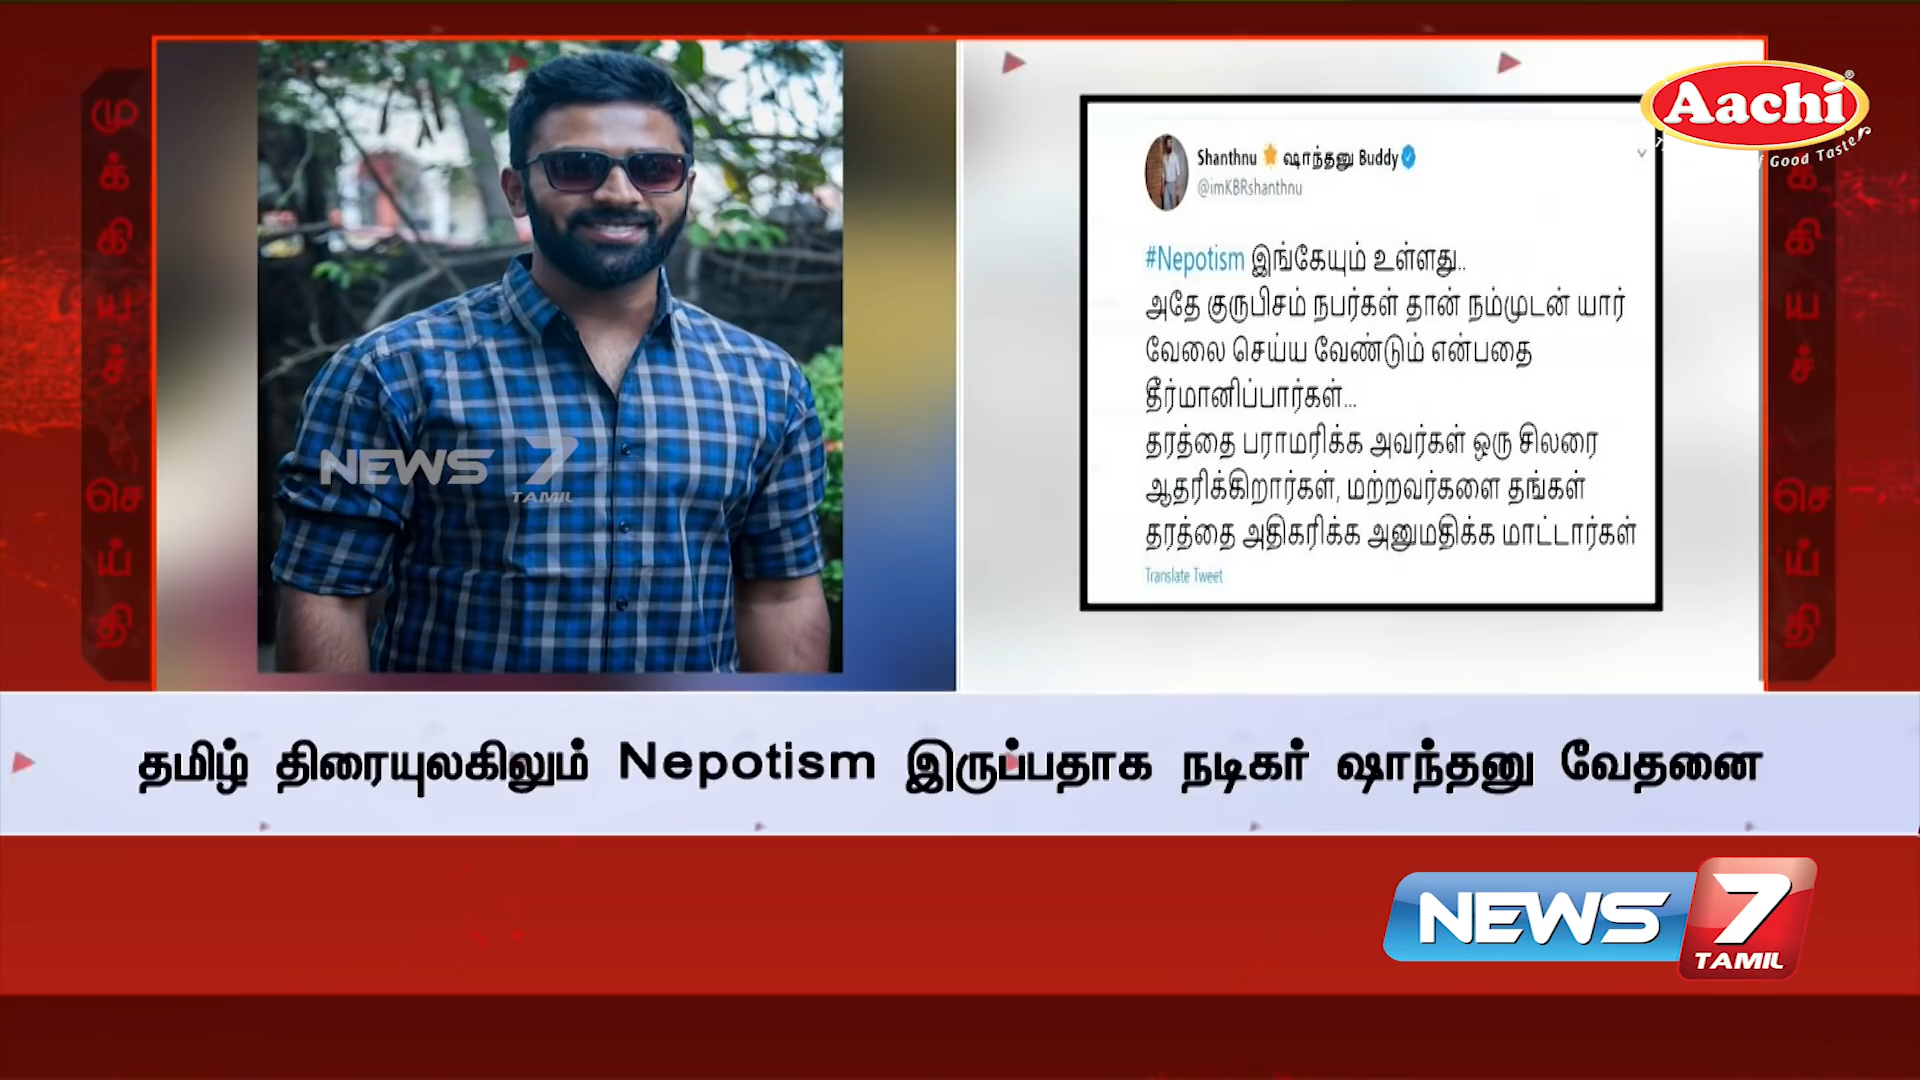 மு
க்
கி
ய
ச்
செ
ய்
தி
NEWS 7
TAMIL
Shanthnu ஷாந்தனு Buddy
@imKBRshanthnu
#Nepotism இங்கேயும் உள்ளது..
அதே குருபிசம் நபர்கள் தான் நம்முடன் யார்
வேலை செய்ய வேண்டும் என்பதை
தீர்மானிப்பார்கள்...
தரத்தை பராமரிக்க அவர்கள் ஒரு சிலரை
ஆதரிக்கிறார்கள், மற்றவர்களை தங்கள்
தரத்தை அதிகரிக்க அனுமதிக்க மாட்டார்கள்
Translate Tweet
Aachi
of Good Taste
க்
கி
ய
ச்
செ
ய்
தி
தமிழ் திரையுலகிலும் Nepotism இருப்பதாக நடிகர் ஷாந்தனு வேதனை
NEWS 7
TAMIL